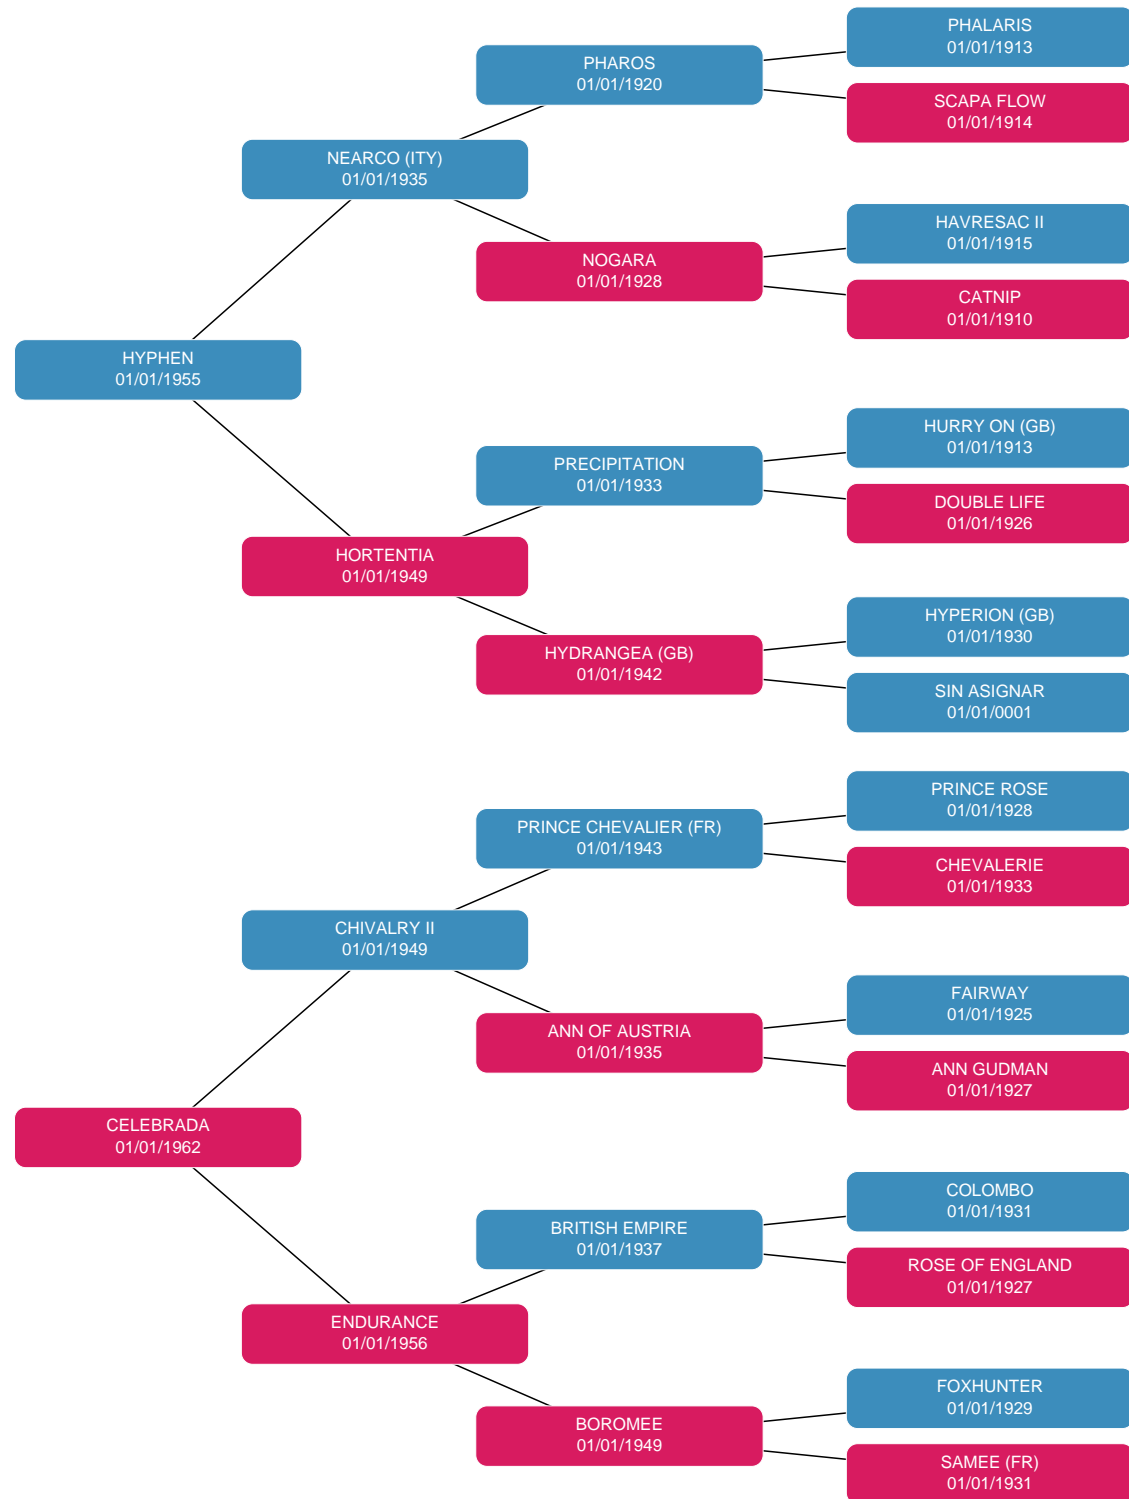 PHALARIS
01/01/1913
PHAROS
01/01/1920
SCAPA FLOW
01/01/1914
NEARCO (ITY)
01/01/1935
HAVRESAC II
01/01/1915
NOGARA
01/01/1928
CATNIP
01/01/1910
HYPHEN
01/01/1955
HURRY ON (GB)
01/01/1913
PRECIPITATION
01/01/1933
DOUBLE LIFE
01/01/1926
HORTENTIA
01/01/1949
HYPERION (GB)
01/01/1930
HYDRANGEA (GB)
01/01/1942
SIN ASIGNAR
01/01/0001
PRINCE ROSE
01/01/1928
PRINCE CHEVALIER (FR)
01/01/1943
CHEVALERIE
01/01/1933
CHIVALRY II
01/01/1949
FAIRWAY
01/01/1925
ANN OF AUSTRIA
01/01/1935
ANN GUDMAN
01/01/1927
CELEBRADA
01/01/1962
COLOMBO
01/01/1931
BRITISH EMPIRE
01/01/1937
ROSE OF ENGLAND
01/01/1927
ENDURANCE
01/01/1956
FOXHUNTER
01/01/1929
BOROMEE
01/01/1949
SAMEE (FR)
01/01/1931